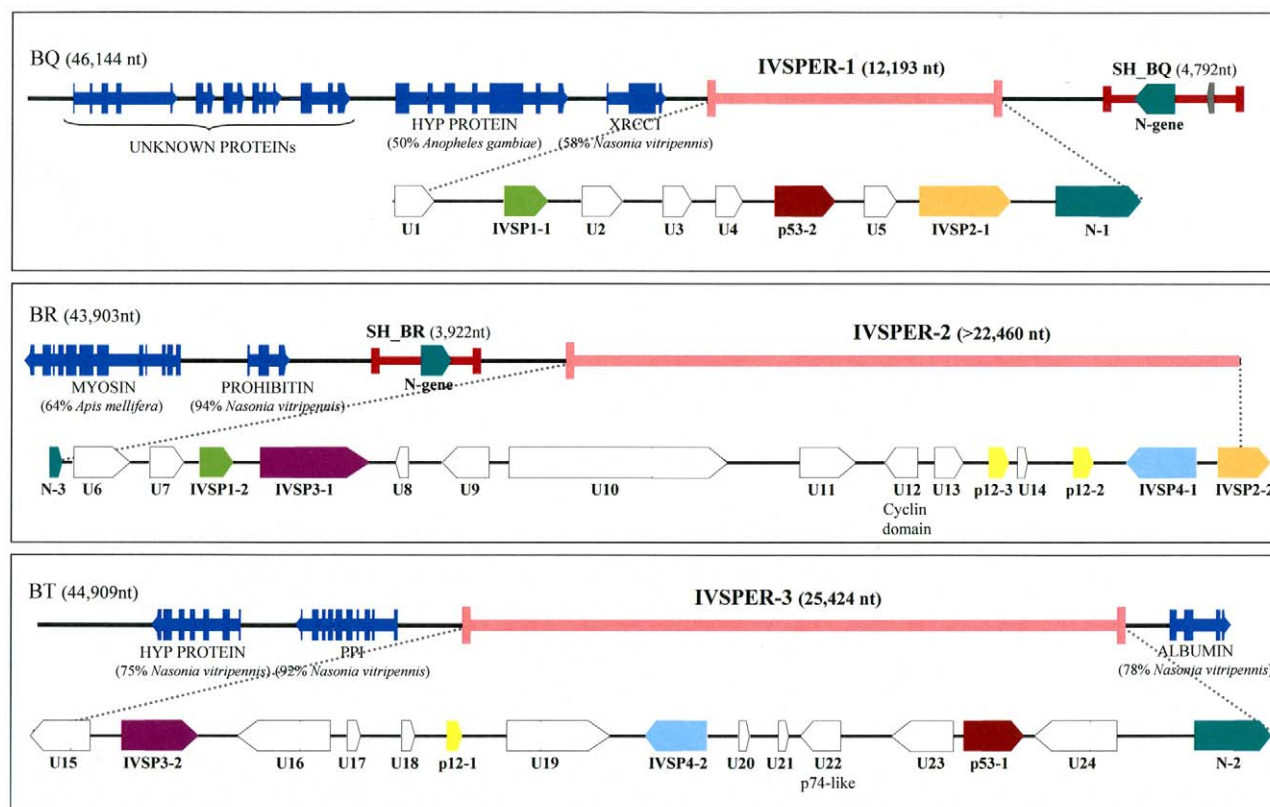 BQ (46,144 nt)
IVSPER-1 (12,193 nt)
SH_BQ (4,792nt)
UNKNOWN PROTEINs
HYP PROTEIN
(50% Anopheles gambiae)
XRCC1
(58% Nasonia vitripennis)
N-gene
U1 IVSP1-1 U2 U3 U4 p53-2 U5 IVSP2-1 N-1
BR (43,903nt)
SH_BR (3,922nt)
IVSPER-2 (>22,460 nt)
MYOSIN
(64% Apis mellifera)
PROHIBITIN
(94% Nasonia vitripennis)
N-gene
N-3 U6 U7 IVSP1-2 IVSP3-1 U8 U9 U10 U11 U12 U13 p12-3 U14 p12-2 IVSP4-1 IVSP2-2
Cyclin
domain
BT (44,909nt)
IVSPER-3 (25,424 nt)
HYP PROTEIN
(75% Nasonia vitripennis)
PPI
(92% Nasonia vitripennis)
ALBUMIN
(78% Nasonia vitripennis)
U15 IVSP3-2 U16 U17 U18 p12-1 U19 IVSP4-2 U20 U21 U22 U23 p53-1 U24 N-2
p74-like